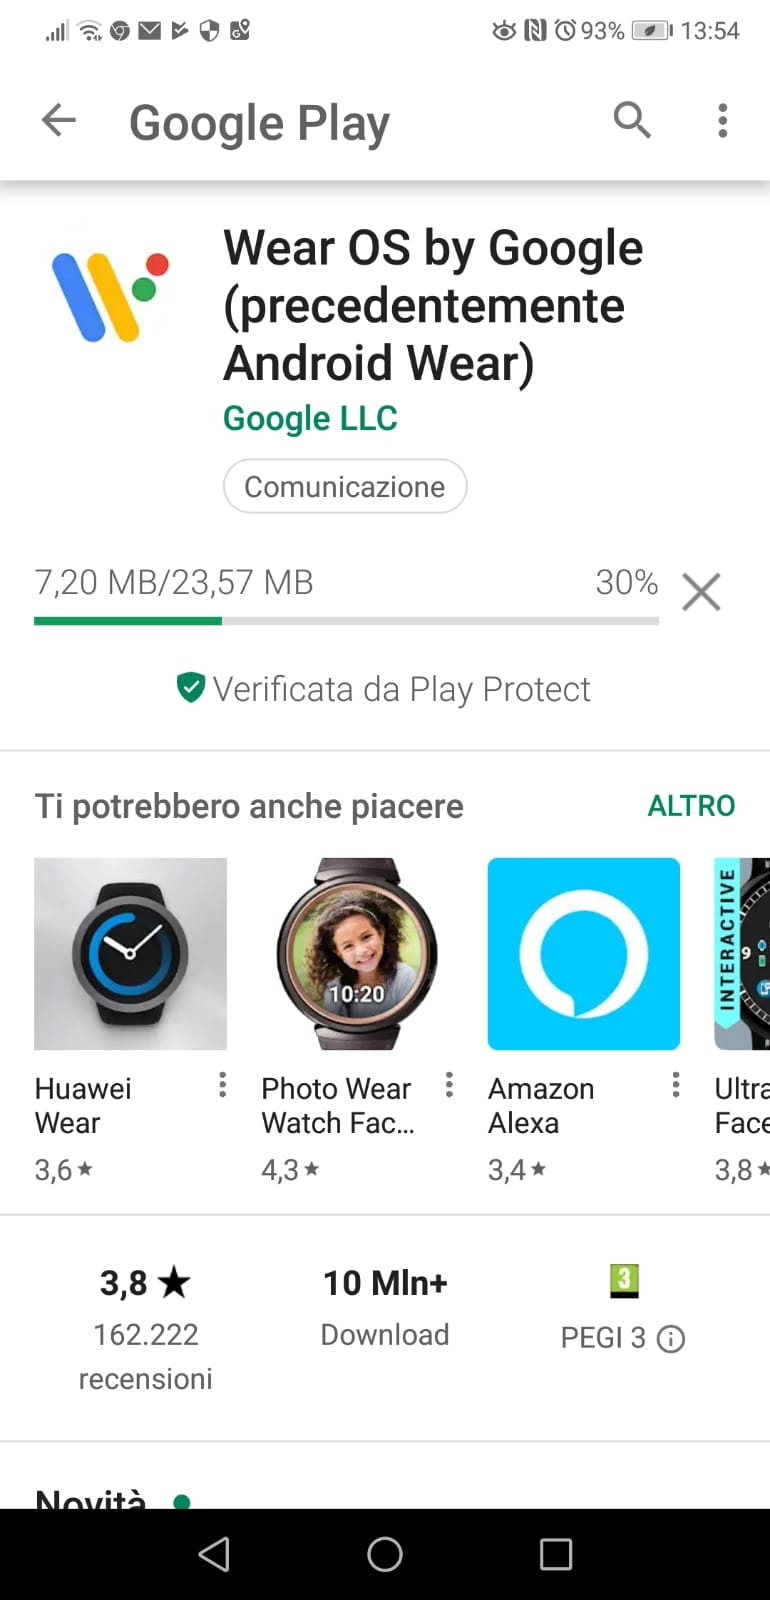 93% 13:54
Google Play
Wear OS by Google
(precedentemente
Android Wear)
Google LLC
Comunicazione
7,20 MB/23,57 MB 30%
Verificata da Play Protect
Ti potrebbero anche piacere ALTRO
10:20
INTERACTIVE
9
Huawei
Wear
3,6★
Photo Wear
Watch Fac...
4,3★
Amazon
Alexa
3,4★
Ultra
Face
3,8★
3,8★
162.222
recensioni
10 Mln+
Download
3
PEGI 3
Novità